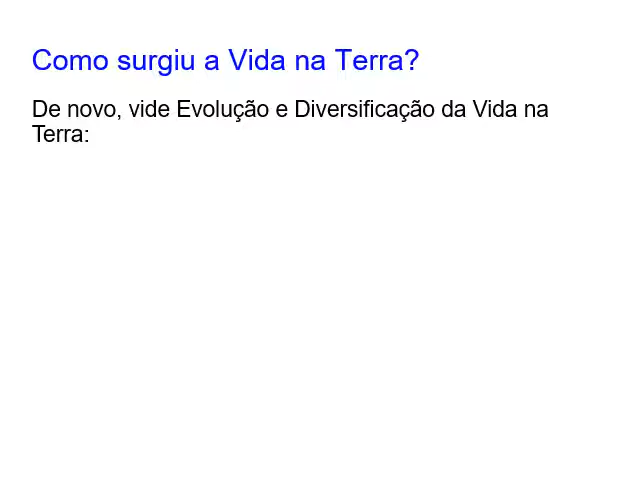 Como surgiu a Vida na Terra?
De novo, vide Evolução e Diversificação da Vida na
Terra: